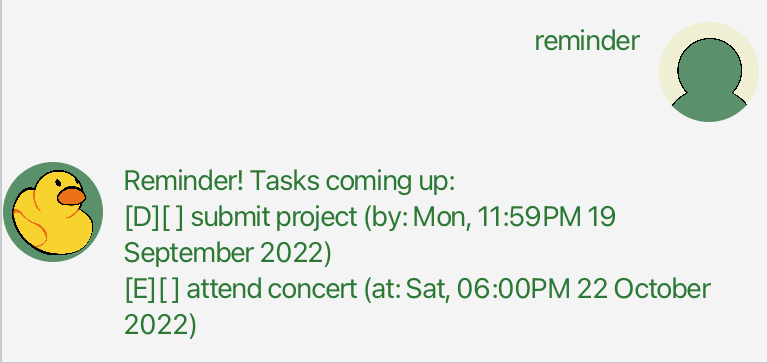 reminder
Reminder! Tasks coming up:
[D][ ] submit project (by: Mon, 11:59PM 19
September 2022)
[E][ ] attend concert (at: Sat, 06:00PM 22 October
2022)